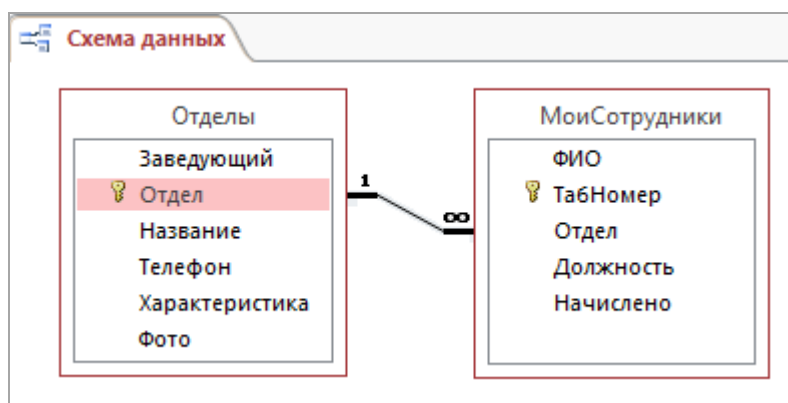 Схема данных
Отделы
Заведующий
Отдел
Название
Телефон
Характеристика
Фото
1
∞
МоиСотрудники
ФИО
ТабНомер
Отдел
Должность
Начислено